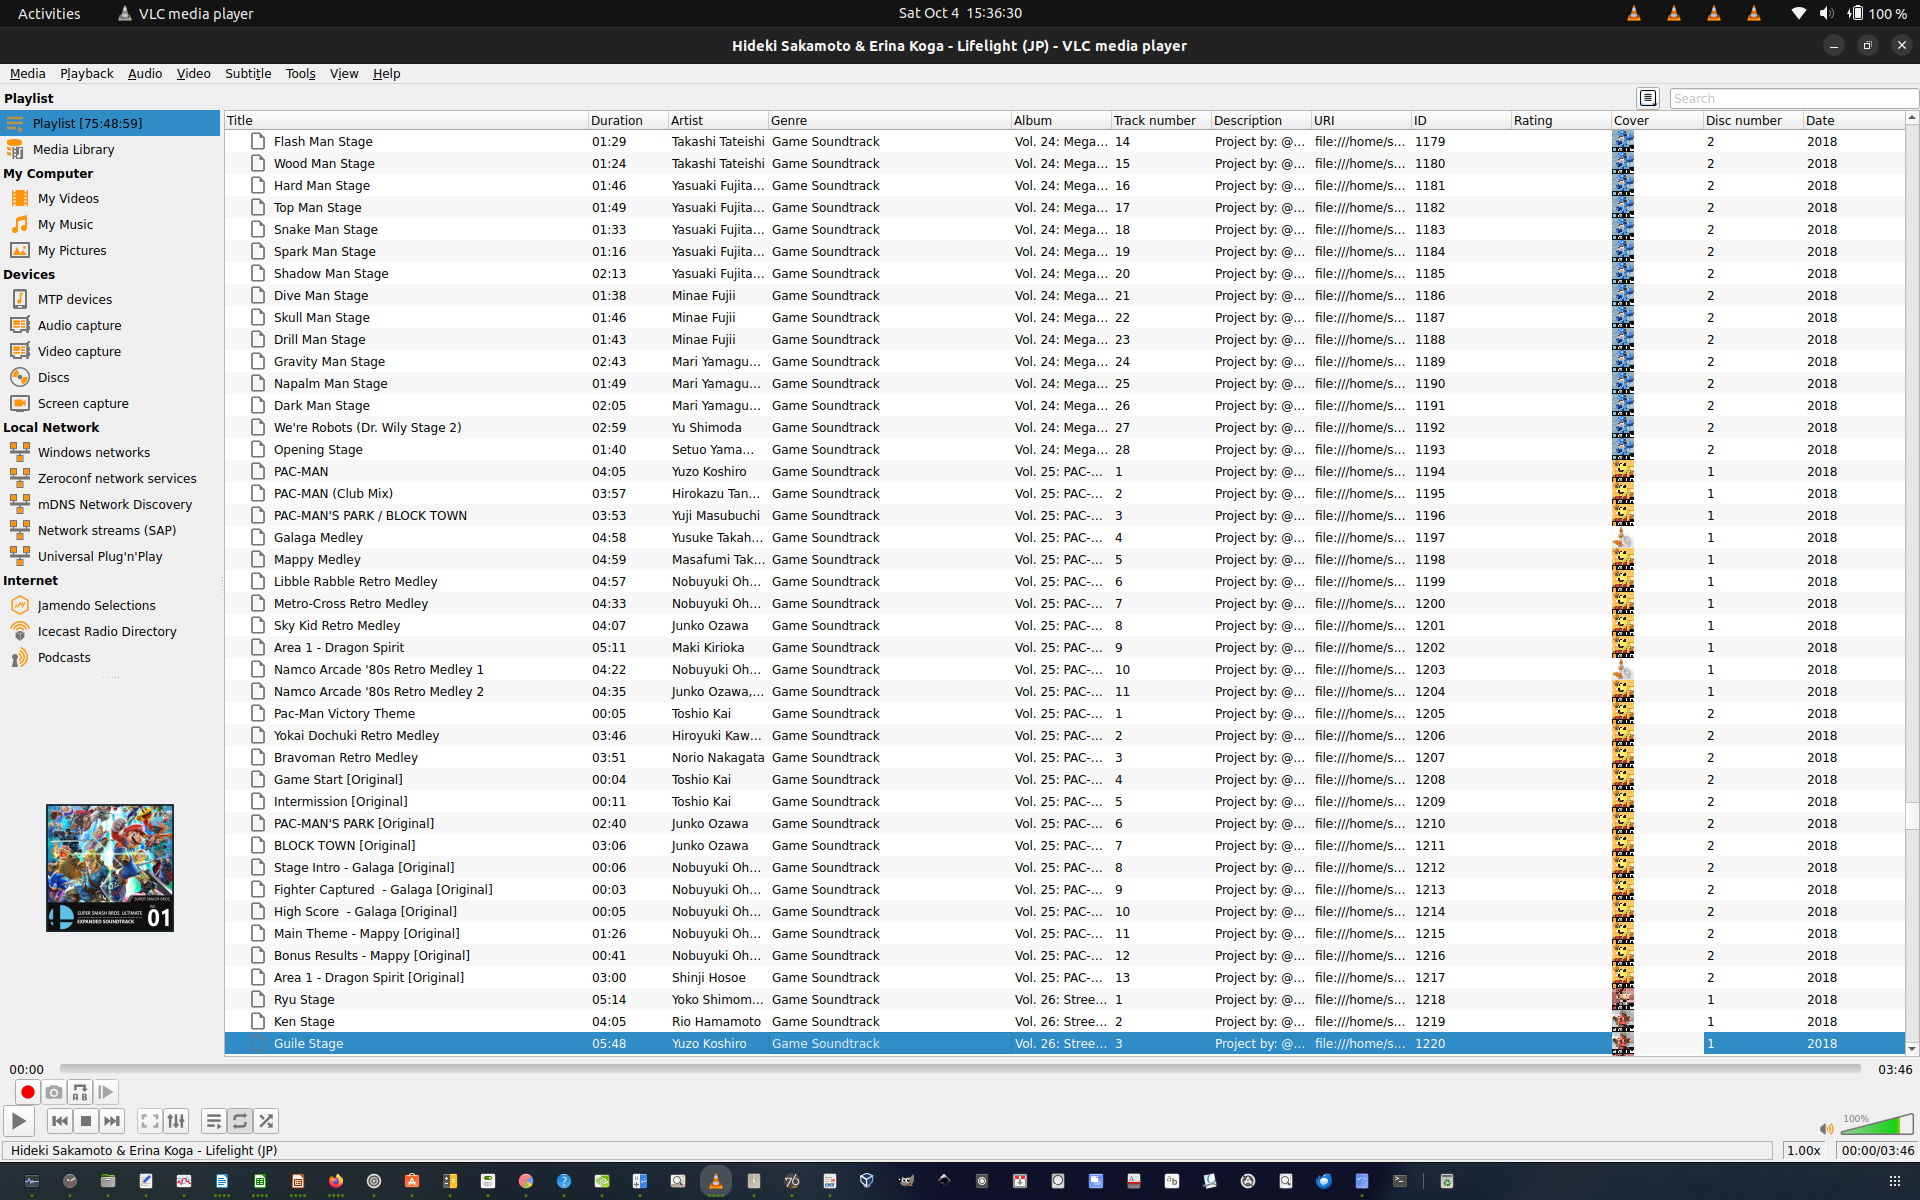 Activities VLC media player Sat Oct 4 15:36:30 100 %
Hideki Sakamoto & Erina Koga - Lifelight (JP) - VLC media player
Media Playback Audio Video Subtitle Tools View Help
Playlist
Search
Playlist [75:48:59]
Media Library
My Computer
My Videos
My Music
My Pictures
Devices
MTP devices
Audio capture
Video capture
Discs
Screen capture
Local Network
Windows networks
Zeroconf network services
mDNS Network Discovery
Network streams (SAP)
Universal Plug'n'Play
Internet
Jamendo Selections
Icecast Radio Directory
Podcasts
SUPER SMASH BROS. ULTIMATE
EXPANDED SOUNDTRACK
01
Title Duration Artist Genre Album Track number Description URI ID Rating Cover Disc number Date
Flash Man Stage 01:29 Takashi Tateishi Game Soundtrack Vol. 24: Mega... 14 Project by: @... file:///home/s... 1179 2 2018
Wood Man Stage 01:24 Takashi Tateishi Game Soundtrack Vol. 24: Mega... 15 Project by: @... file:///home/s... 1180 2 2018
Hard Man Stage 01:46 Yasuaki Fujita... Game Soundtrack Vol. 24: Mega... 16 Project by: @... file:///home/s... 1181 2 2018
Top Man Stage 01:49 Yasuaki Fujita... Game Soundtrack Vol. 24: Mega... 17 Project by: @... file:///home/s... 1182 2 2018
Snake Man Stage 01:33 Yasuaki Fujita... Game Soundtrack Vol. 24: Mega... 18 Project by: @... file:///home/s... 1183 2 2018
Spark Man Stage 01:16 Yasuaki Fujita... Game Soundtrack Vol. 24: Mega... 19 Project by: @... file:///home/s... 1184 2 2018
Shadow Man Stage 02:13 Yasuaki Fujita... Game Soundtrack Vol. 24: Mega... 20 Project by: @... file:///home/s... 1185 2 2018
Dive Man Stage 01:38 Minae Fujii Game Soundtrack Vol. 24: Mega... 21 Project by: @... file:///home/s... 1186 2 2018
Skull Man Stage 01:46 Minae Fujii Game Soundtrack Vol. 24: Mega... 22 Project by: @... file:///home/s... 1187 2 2018
Drill Man Stage 01:43 Minae Fujii Game Soundtrack Vol. 24: Mega... 23 Project by: @... file:///home/s... 1188 2 2018
Gravity Man Stage 02:43 Mari Yamagu... Game Soundtrack Vol. 24: Mega... 24 Project by: @... file:///home/s... 1189 2 2018
Napalm Man Stage 01:49 Mari Yamagu... Game Soundtrack Vol. 24: Mega... 25 Project by: @... file:///home/s... 1190 2 2018
Dark Man Stage 02:05 Mari Yamagu... Game Soundtrack Vol. 24: Mega... 26 Project by: @... file:///home/s... 1191 2 2018
We're Robots (Dr. Wily Stage 2) 02:59 Yu Shimoda Game Soundtrack Vol. 24: Mega... 27 Project by: @... file:///home/s... 1192 2 2018
Opening Stage 01:40 Setuo Yama... Game Soundtrack Vol. 24: Mega... 28 Project by: @... file:///home/s... 1193 2 2018
PAC-MAN 04:05 Yuzo Koshiro Game Soundtrack Vol. 25: PAC-... 1 Project by: @... file:///home/s... 1194 1 2018
PAC-MAN (Club Mix) 03:57 Hirokazu Tan... Game Soundtrack Vol. 25: PAC-... 2 Project by: @... file:///home/s... 1195 1 2018
PAC-MAN'S PARK / BLOCK TOWN 03:53 Yuji Masubuchi Game Soundtrack Vol. 25: PAC-... 3 Project by: @... file:///home/s... 1196 1 2018
Galaga Medley 04:58 Yusuke Takah... Game Soundtrack Vol. 25: PAC-... 4 Project by: @... file:///home/s... 1197 1 2018
Mappy Medley 04:59 Masafumi Tak... Game Soundtrack Vol. 25: PAC-... 5 Project by: @... file:///home/s... 1198 1 2018
Libble Rabble Retro Medley 04:57 Nobuyuki Oh... Game Soundtrack Vol. 25: PAC-... 6 Project by: @... file:///home/s... 1199 1 2018
Metro-Cross Retro Medley 04:33 Nobuyuki Oh... Game Soundtrack Vol. 25: PAC-... 7 Project by: @... file:///home/s... 1200 1 2018
Sky Kid Retro Medley 04:07 Junko Ozawa Game Soundtrack Vol. 25: PAC-... 8 Project by: @... file:///home/s... 1201 1 2018
Area 1 - Dragon Spirit 05:11 Maki Kirioka Game Soundtrack Vol. 25: PAC-... 9 Project by: @... file:///home/s... 1202 1 2018
Namco Arcade '80s Retro Medley 1 04:22 Nobuyuki Oh... Game Soundtrack Vol. 25: PAC-... 10 Project by: @... file:///home/s... 1203 1 2018
Namco Arcade '80s Retro Medley 2 04:35 Junko Ozawa,... Game Soundtrack Vol. 25: PAC-... 11 Project by: @... file:///home/s... 1204 1 2018
Pac-Man Victory Theme 00:05 Toshio Kai Game Soundtrack Vol. 25: PAC-... 1 Project by: @... file:///home/s... 1205 2 2018
Yokai Dochuki Retro Medley 03:46 Hiroyuki Kaw... Game Soundtrack Vol. 25: PAC-... 2 Project by: @... file:///home/s... 1206 2 2018
Bravoman Retro Medley 03:51 Norio Nakagata Game Soundtrack Vol. 25: PAC-... 3 Project by: @... file:///home/s... 1207 2 2018
Game Start [Original] 00:04 Toshio Kai Game Soundtrack Vol. 25: PAC-... 4 Project by: @... file:///home/s... 1208 2 2018
Intermission [Original] 00:11 Toshio Kai Game Soundtrack Vol. 25: PAC-... 5 Project by: @... file:///home/s... 1209 2 2018
PAC-MAN'S PARK [Original] 02:40 Junko Ozawa Game Soundtrack Vol. 25: PAC-... 6 Project by: @... file:///home/s... 1210 2 2018
BLOCK TOWN [Original] 03:06 Junko Ozawa Game Soundtrack Vol. 25: PAC-... 7 Project by: @... file:///home/s... 1211 2 2018
Stage Intro - Galaga [Original] 00:06 Nobuyuki Oh... Game Soundtrack Vol. 25: PAC-... 8 Project by: @... file:///home/s... 1212 2 2018
Fighter Captured - Galaga [Original] 00:03 Nobuyuki Oh... Game Soundtrack Vol. 25: PAC-... 9 Project by: @... file:///home/s... 1213 2 2018
High Score - Galaga [Original] 00:05 Nobuyuki Oh... Game Soundtrack Vol. 25: PAC-... 10 Project by: @... file:///home/s... 1214 2 2018
Main Theme - Mappy [Original] 01:26 Nobuyuki Oh... Game Soundtrack Vol. 25: PAC-... 11 Project by: @... file:///home/s... 1215 2 2018
Bonus Results - Mappy [Original] 00:41 Nobuyuki Oh... Game Soundtrack Vol. 25: PAC-... 12 Project by: @... file:///home/s... 1216 2 2018
Area 1 - Dragon Spirit [Original] 03:00 Shinji Hosoe Game Soundtrack Vol. 25: PAC-... 13 Project by: @... file:///home/s... 1217 2 2018
Ryu Stage 05:14 Yoko Shimom... Game Soundtrack Vol. 26: Stree... 1 Project by: @... file:///home/s... 1218 1 2018
Ken Stage 04:05 Rio Hamamoto Game Soundtrack Vol. 26: Stree... 2 Project by: @... file:///home/s... 1219 1 2018
Guile Stage 05:48 Yuzo Koshiro Game Soundtrack Vol. 26: Stree... 3 Project by: @... file:///home/s... 1220 1 2018
00:00 03:46
100%
Hideki Sakamoto & Erina Koga - Lifelight (JP) 1.00x 00:00/03:46